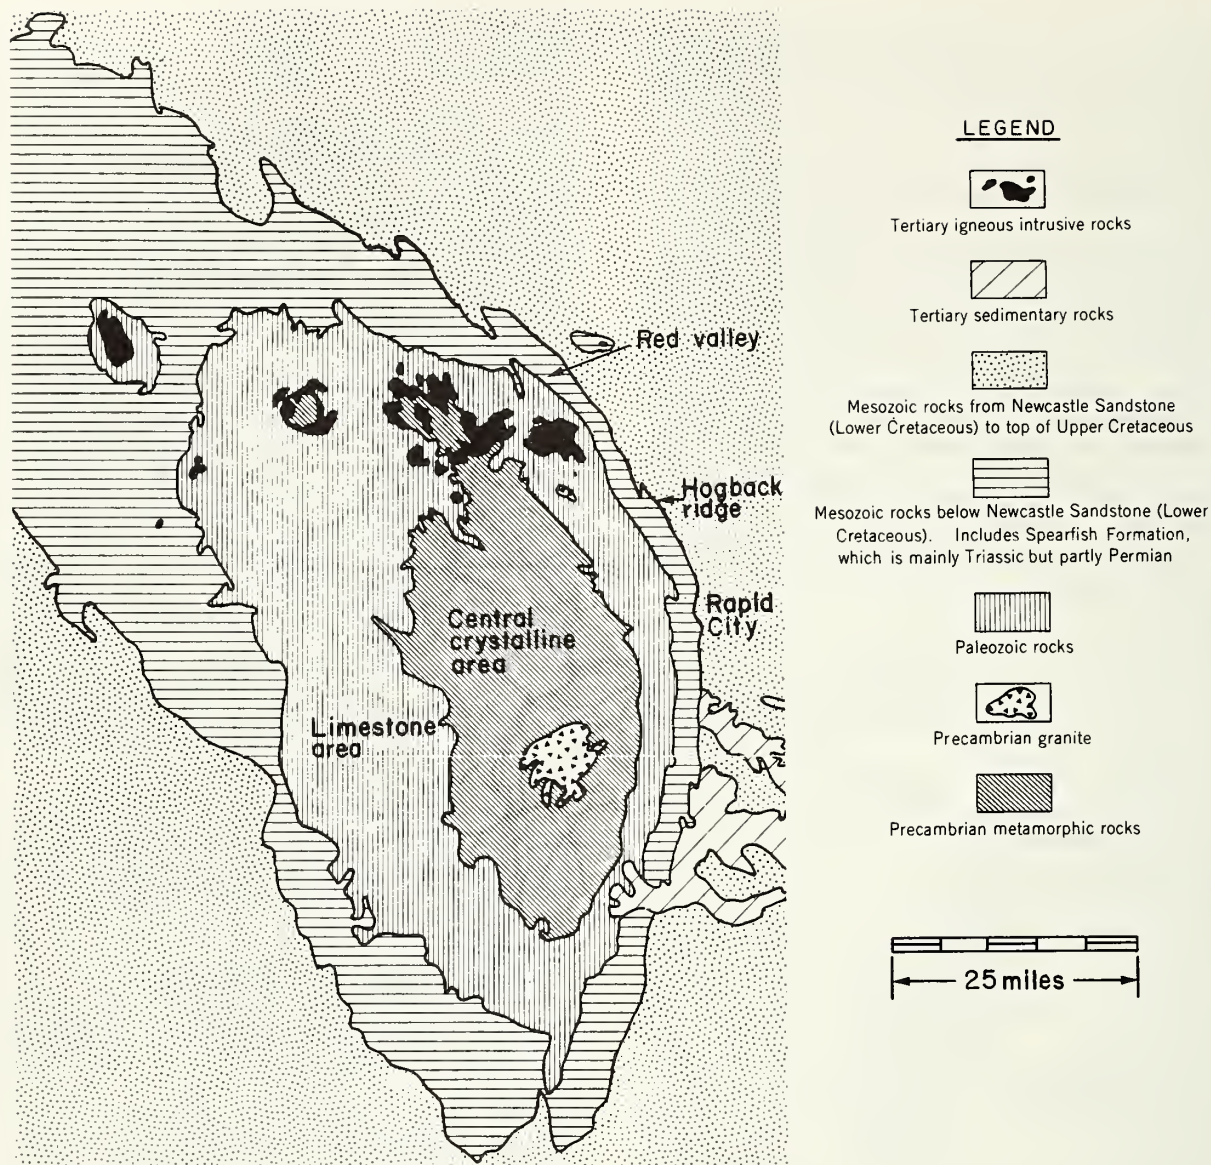 Red valley
Hogback
ridge
Rapid
City
Central
crystalline
area
Limestone
area
LEGEND
Tertiary igneous intrusive rocks
Tertiary sedimentary rocks
Mesozoic rocks from Newcastle Sandstone
(Lower Cretaceous) to top of Upper Cretaceous
Mesozoic rocks below Newcastle Sandstone (Lower
Cretaceous). Includes Spearfish Formation,
which is mainly Triassic but partly Permian
Paleozoic rocks
Precambrian granite
Precambrian metamorphic rocks
25 miles